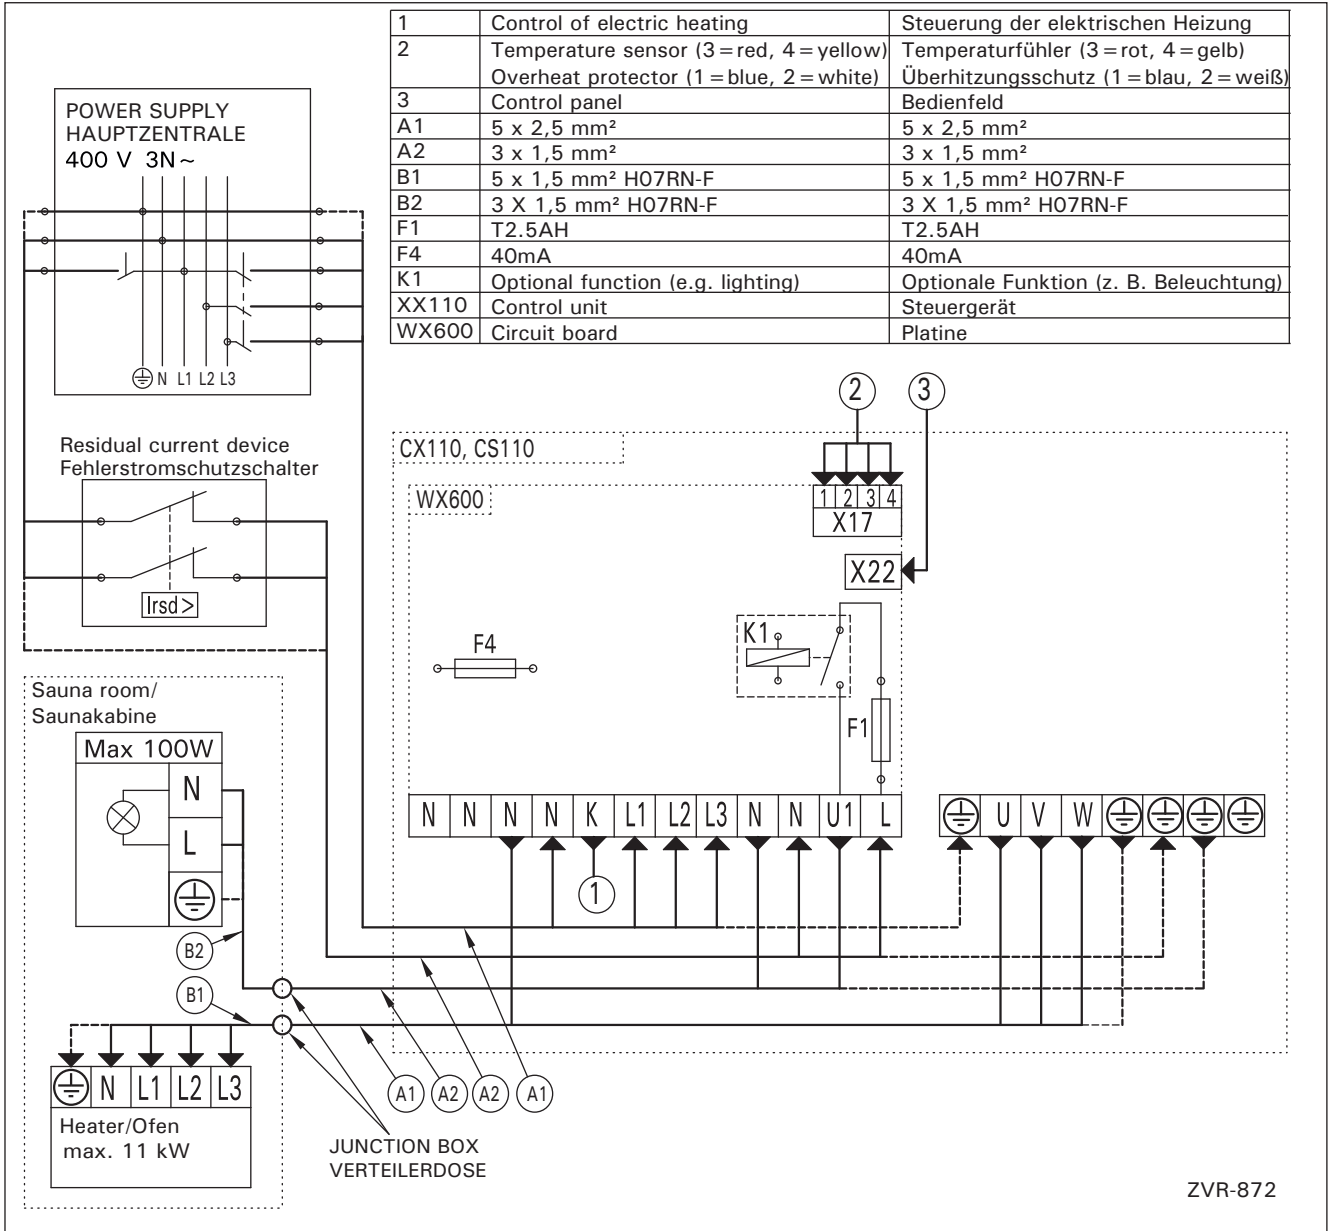 1 Control of electric heating Steuerung der elektrischen Heizung
2 Temperature sensor (3=red, 4=yellow) Temperaturfühler (3=rot, 4=gelb)
Overheat protector (1=blue, 2=white) Überhitzungsschutz (1=blau, 2=weiß)
3 Control panel Bedienfeld
A1 5 x 2,5 mm² 5 x 2,5 mm²
A2 3 x 1,5 mm² 3 x 1,5 mm²
B1 5 x 1,5 mm² H07RN-F 5 x 1,5 mm² H07RN-F
B2 3 X 1,5 mm² H07RN-F 3 X 1,5 mm² H07RN-F
F1 T2.5AH T2.5AH
F4 40mA 40mA
K1 Optional function (e.g. lighting) Optionale Funktion (z. B. Beleuchtung)
XX110 Control unit Steuergerät
WX600 Circuit board Platine
POWER SUPPLY
HAUPTZENTRALE
400 V 3N~
N L1 L2 L3
2 3
Residual current device
Fehlerstromschutzschalter
Irsd>
CX110, CS110
WX600
1 2 3 4
X17
X22
K1
F4
F1
Sauna room/
Saunakabine
Max 100W
N
L
N N N N K L1 L2 L3 N N U1 L
U V W
1
B2
B1
N L1 L2 L3
Heater/Ofen
max. 11 kW
A1 A2 A2 A1
JUNCTION BOX
VERTEILERDOSE
ZVR-872